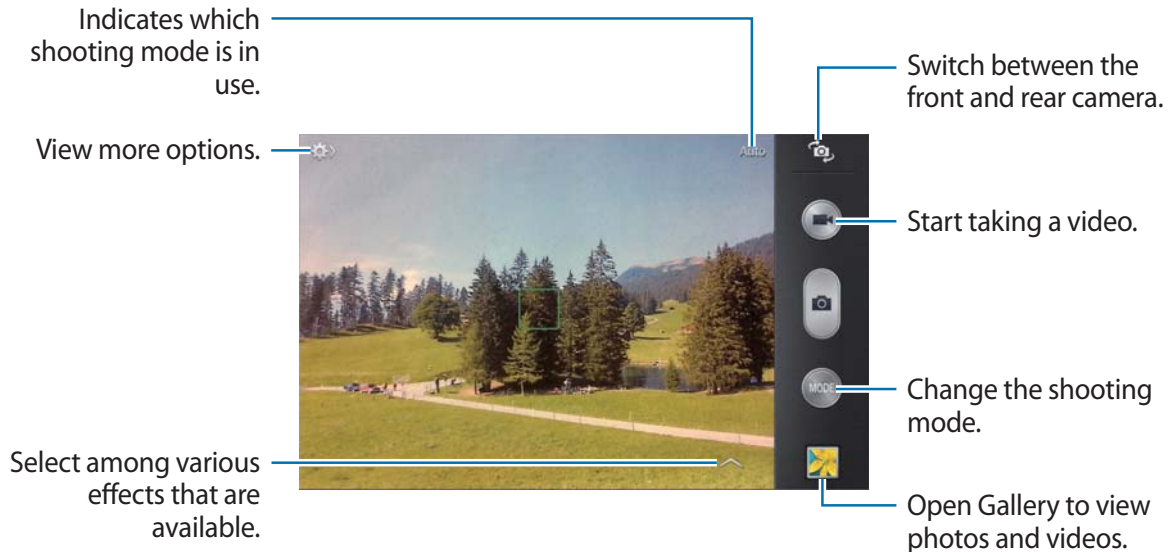 Indicates which
shooting mode is in
use.
View more options.
Select among various
effects that are
available.
Auto
MODE
Switch between the
front and rear camera.
Start taking a video.
Change the shooting
mode.
Open Gallery to view
photos and videos.